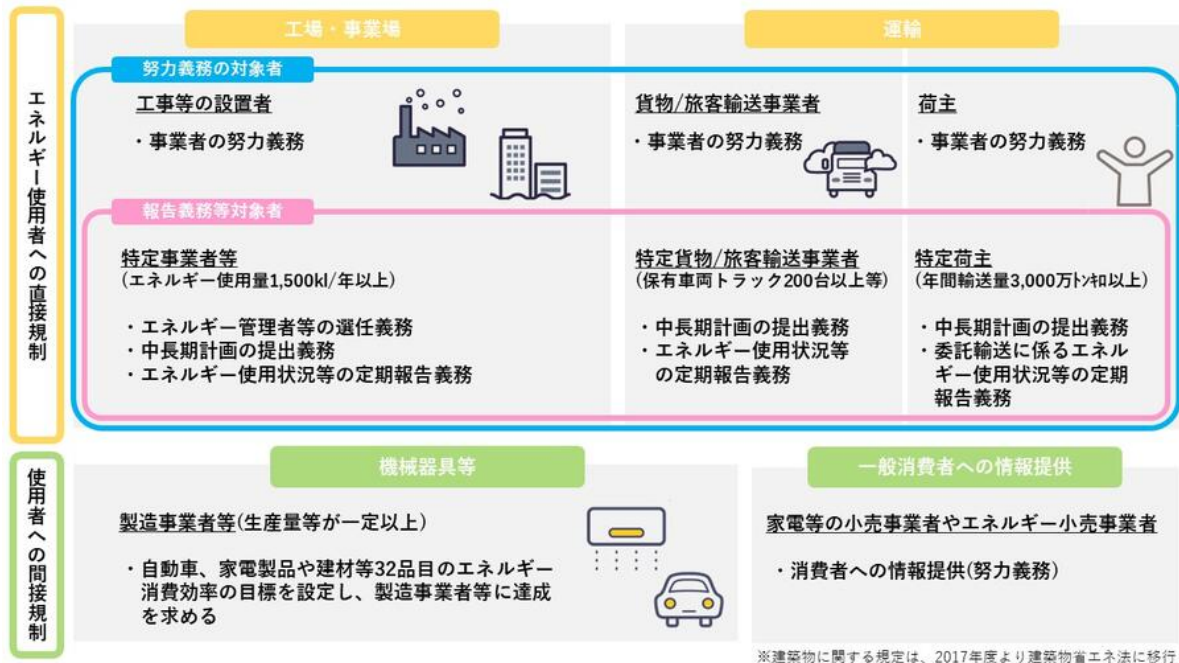 エネルギー使用者への直接規制
工場・事業場
運輸
努力義務の対象者
工事等の設置者
・事業者の努力義務
貨物/旅客輸送事業者
・事業者の努力義務
荷主
・事業者の努力義務
報告義務等対象者
特定事業者等
(エネルギー使用量1,500kl/年以上)
・エネルギー管理者等の選任義務
・中長期計画の提出義務
・エネルギー使用状況等の定期報告義務
特定貨物/旅客輸送事業者
(保有車両トラック200台以上等)
・中長期計画の提出義務
・エネルギー使用状況等
の定期報告義務
特定荷主
(年間輸送量3,000万㌧㌔以上)
・中長期計画の提出義務
・委託輸送に係るエネル
ギー使用状況等の定期
報告義務
使用者への間接規制
機械器具等
製造事業者等(生産量等が一定以上)
・自動車、家電製品や建材等32品目のエネルギー
消費効率の目標を設定し、製造事業者等に達成
を求める
一般消費者への情報提供
家電等の小売事業者やエネルギー小売事業者
・消費者への情報提供(努力義務)
※建築物に関する規定は、2017年度より建築物省エネ法に移行